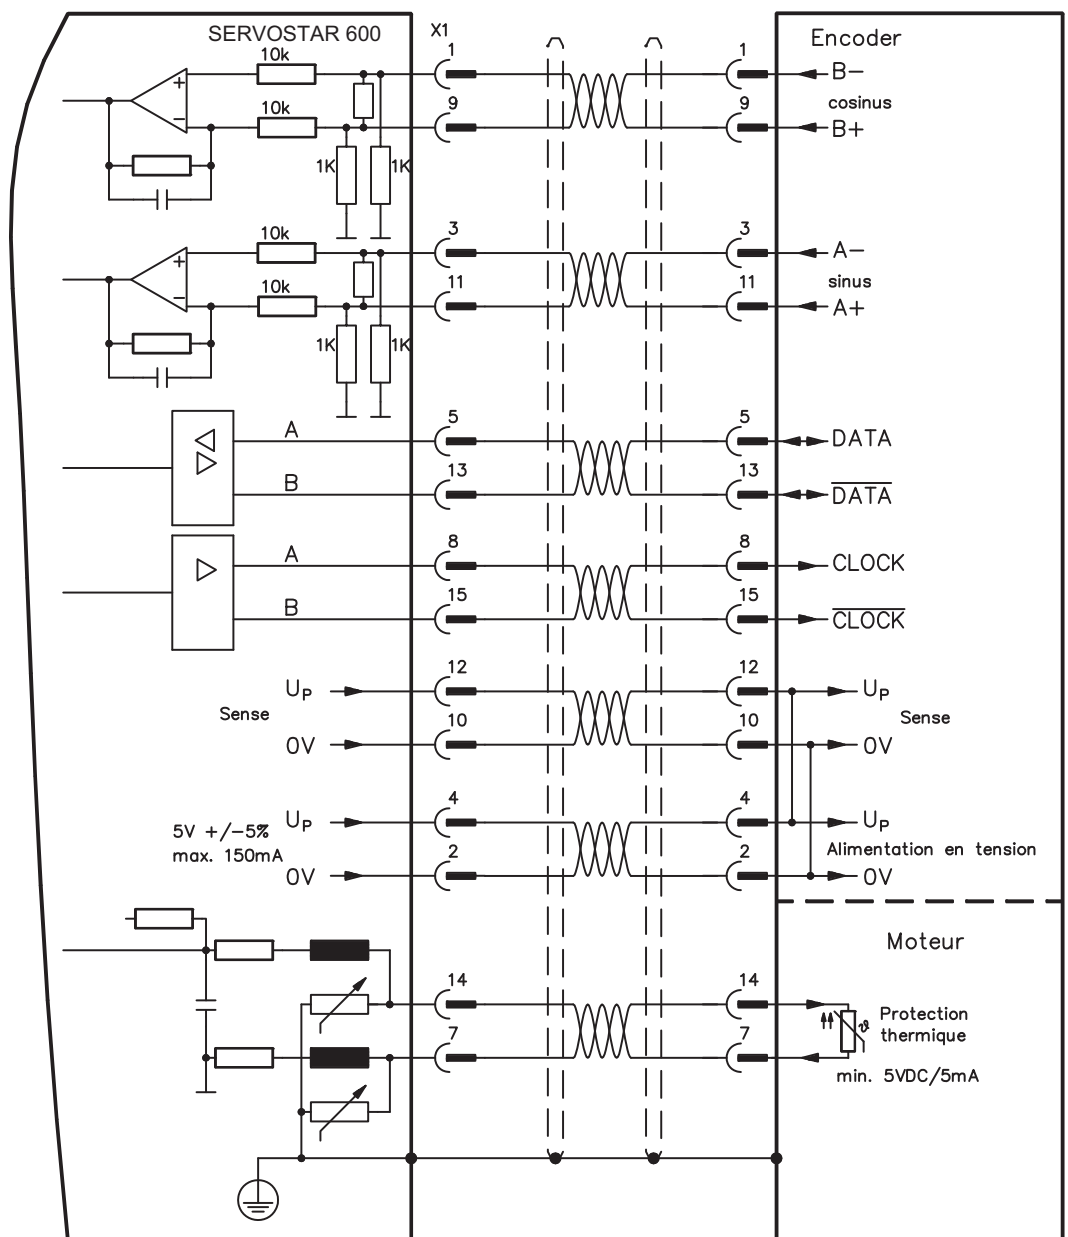 SERVOSTAR 600
X1
Encoder
10k
1
1
B−
+
cosinus
10k
9
9
B+
−
1K
1K
10k
3
3
A−
+
sinus
10k
11
11
A+
−
1K
1K
A
5
5
DATA
B
13
13
DATA
A
8
8
CLOCK
B
15
15
CLOCK
UP
12
12
UP
Sense
Sense
0V
10
10
0V
5V +/−5%
UP
4
4
UP
max. 150mA
Alimentation en tension
0V
2
2
0V
Moteur
14
14
Protection
thermique
ϑ
7
7
min. 5VDC/5mA